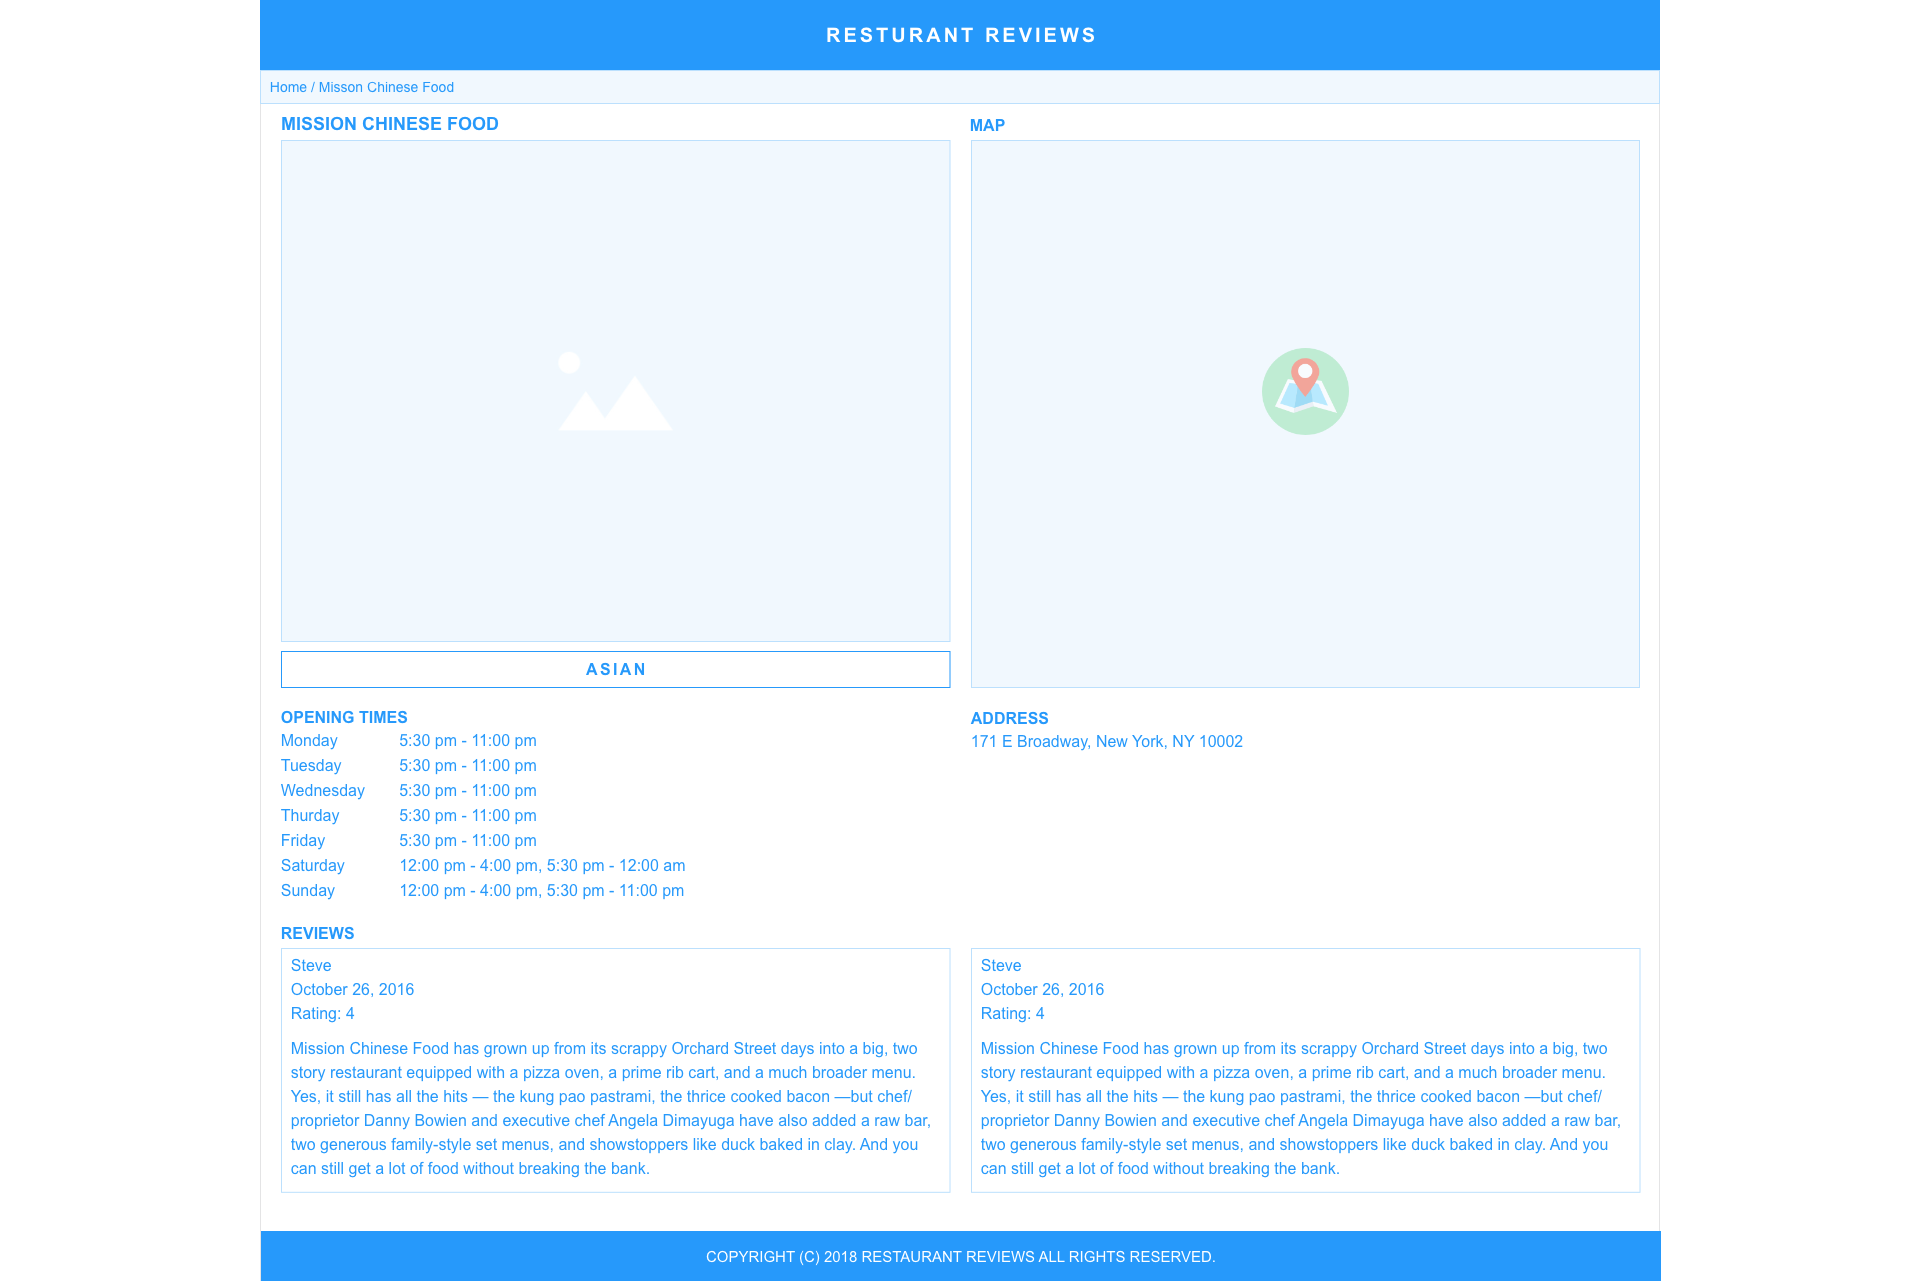 RESTURANT REVIEWS
Home / Misson Chinese Food
MISSION CHINESE FOOD
MAP
ASIAN
OPENING TIMES
Monday 5:30 pm - 11:00 pm
Tuesday 5:30 pm - 11:00 pm
Wednesday 5:30 pm - 11:00 pm
Thurday 5:30 pm - 11:00 pm
Friday 5:30 pm - 11:00 pm
Saturday 12:00 pm - 4:00 pm, 5:30 pm - 12:00 am
Sunday 12:00 pm - 4:00 pm, 5:30 pm - 11:00 pm
ADDRESS
171 E Broadway, New York, NY 10002
REVIEWS
Steve
October 26, 2016
Rating: 4
Mission Chinese Food has grown up from its scrappy Orchard Street days into a big, two
story restaurant equipped with a pizza oven, a prime rib cart, and a much broader menu.
Yes, it still has all the hits — the kung pao pastrami, the thrice cooked bacon —but chef/
proprietor Danny Bowien and executive chef Angela Dimayuga have also added a raw bar,
two generous family-style set menus, and showstoppers like duck baked in clay. And you
can still get a lot of food without breaking the bank.
Steve
October 26, 2016
Rating: 4
Mission Chinese Food has grown up from its scrappy Orchard Street days into a big, two
story restaurant equipped with a pizza oven, a prime rib cart, and a much broader menu.
Yes, it still has all the hits — the kung pao pastrami, the thrice cooked bacon —but chef/
proprietor Danny Bowien and executive chef Angela Dimayuga have also added a raw bar,
two generous family-style set menus, and showstoppers like duck baked in clay. And you
can still get a lot of food without breaking the bank.
COPYRIGHT (C) 2018 RESTAURANT REVIEWS ALL RIGHTS RESERVED.